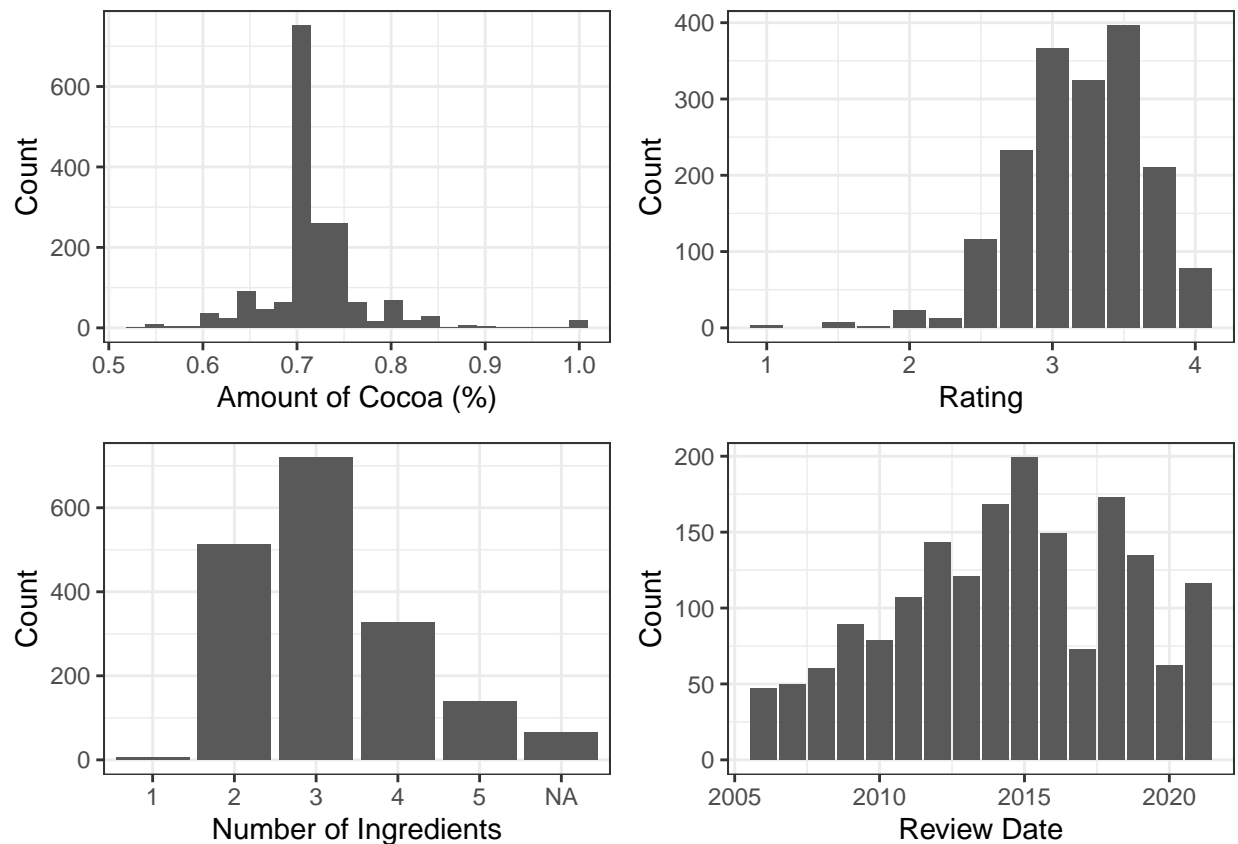 Count
600
400
200
0
0.5 0.6 0.7 0.8 0.9 1.0
Amount of Cocoa (%)
Count
400
300
200
100
0
1 2 3 4
Rating
Count
600
400
200
0
1 2 3 4 5 NA
Number of Ingredients
Count
200
150
100
50
0
2005 2010 2015 2020
Review Date